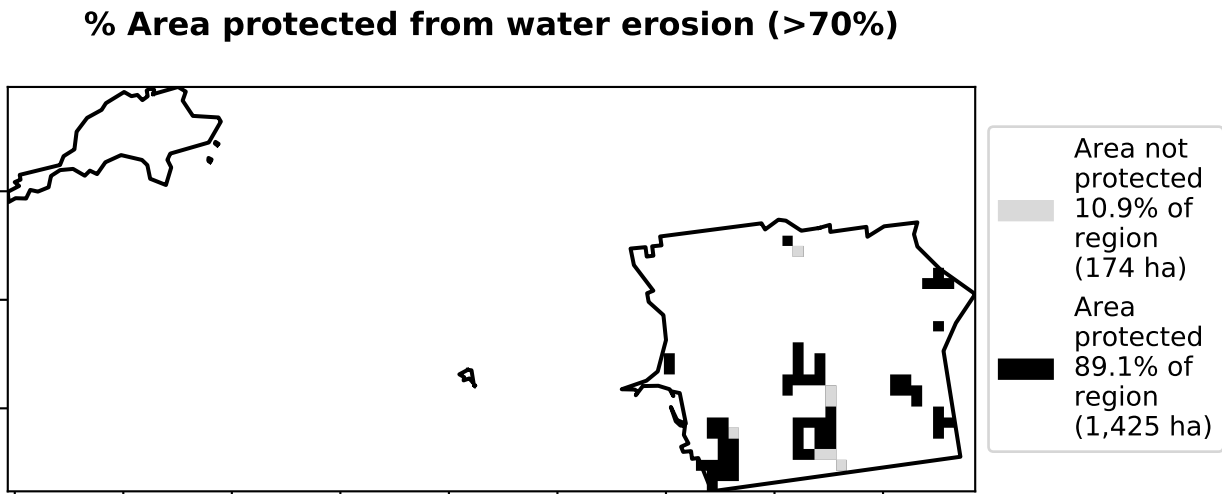 % Area protected from water erosion (>70%)
Area not
protected
10.9% of
region
(174 ha)
Area
protected
89.1% of
region
(1,425 ha)